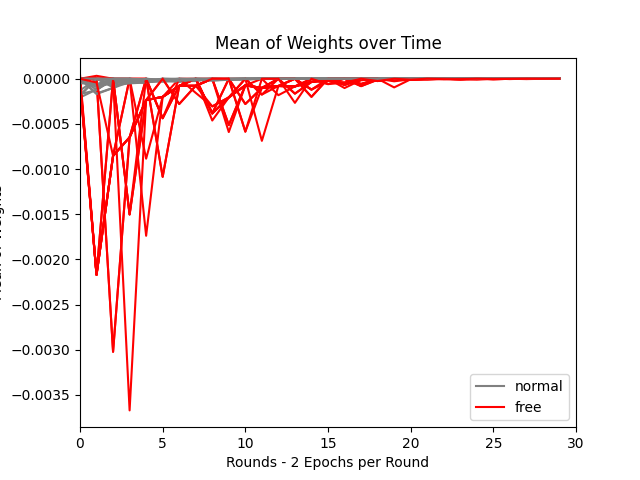 Mean of Weights over Time
0.0000
−0.0005
−0.0010
−0.0015
−0.0020
−0.0025
−0.0030
−0.0035
0 5 10 15 20 25 30
Rounds - 2 Epochs per Round
normal
free